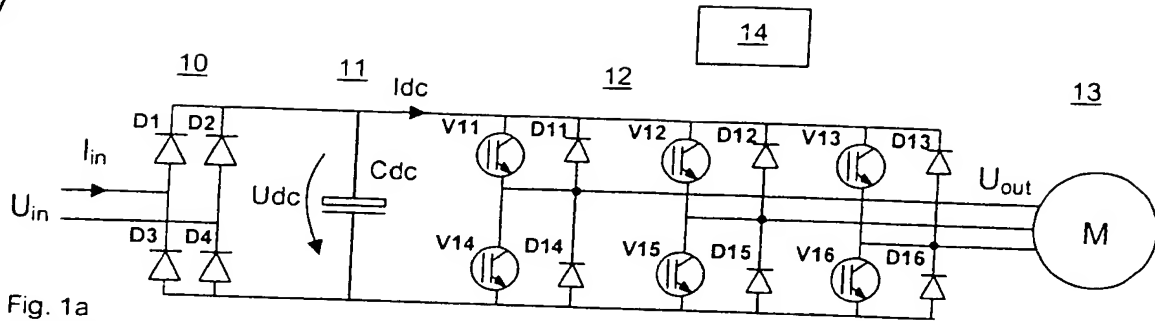 14
10
11
12
13
Idc
D1
D2
V11
D11
V12
D12
V13
D13
Iin
Cdc
Uout
Uin
Udc
M
D3
D4
V14
D14
V15
D15
V16
D16
Fig. 1a